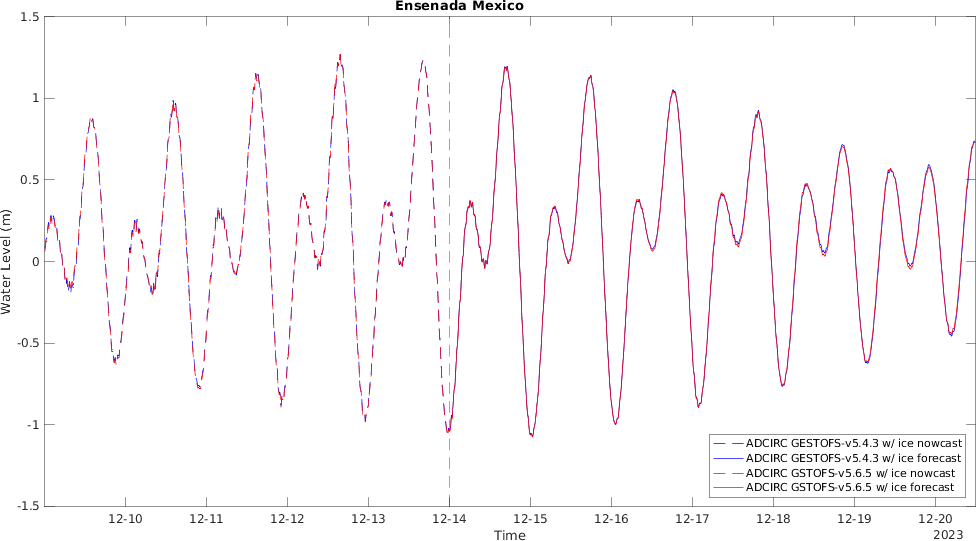 Ensenada Mexico
1.5
1
0.5
0
-0.5
-1
-1.5
Water Level (m)
12-10 12-11 12-12 12-13 12-14 12-15 12-16 12-17 12-18 12-19 12-20
2023
Time
ADCIRC GESTOFS-v5.4.3 w/ ice nowcast
ADCIRC GESTOFS-v5.4.3 w/ ice forecast
ADCIRC GSTOFS-v5.6.5 w/ ice nowcast
ADCIRC GSTOFS-v5.6.5 w/ ice forecast